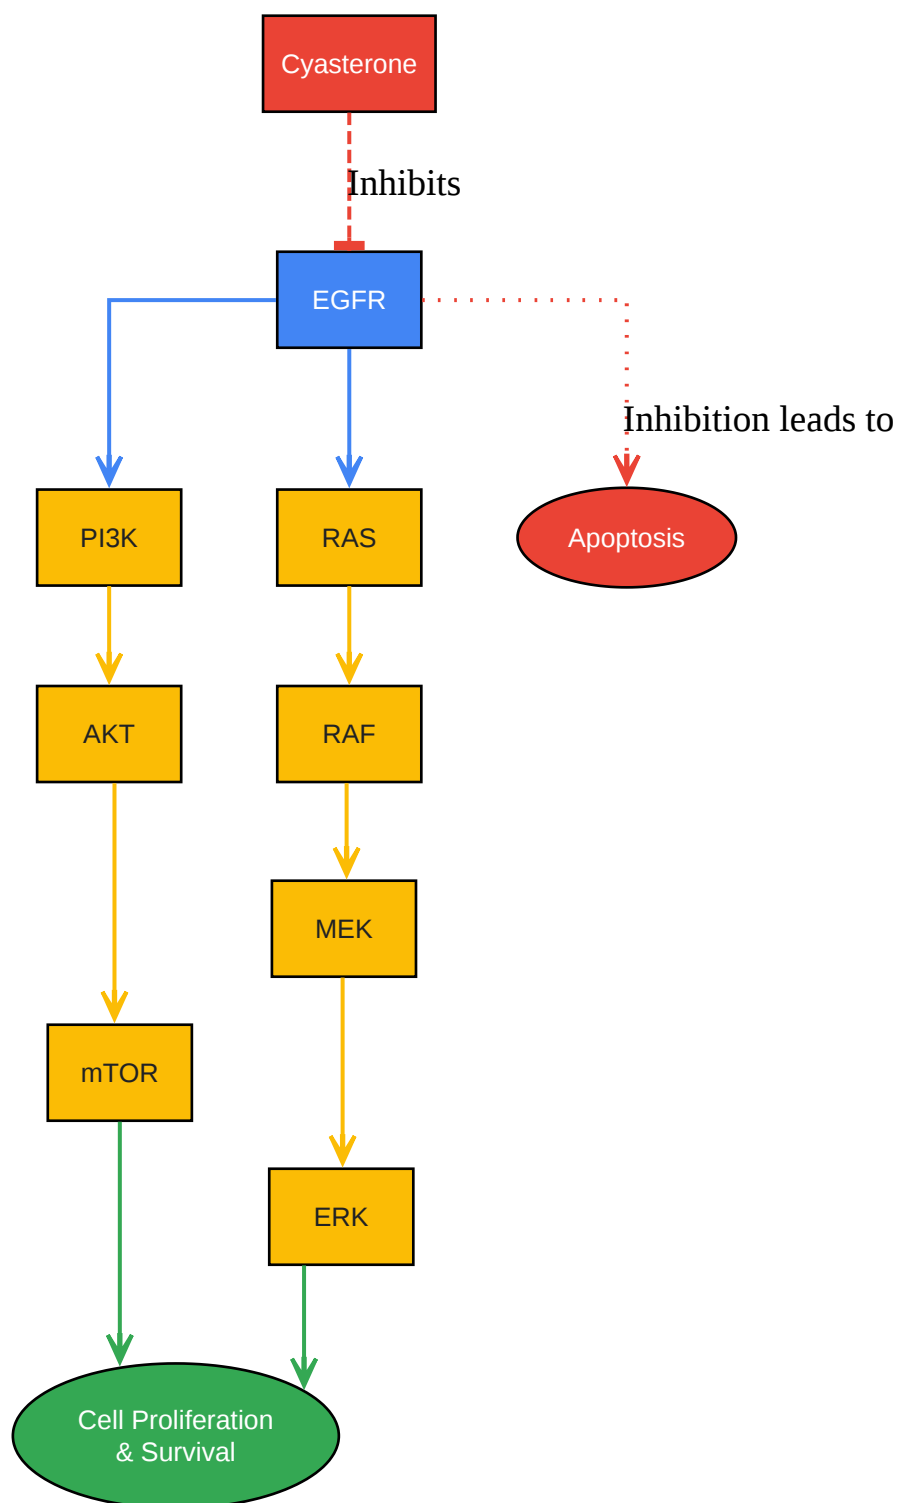 Cyasterone
Inhibits
EGFR
Inhibition leads to
PI3K
RAS
Apoptosis
AKT
RAF
MEK
mTOR
ERK
Cell Proliferation
& Survival